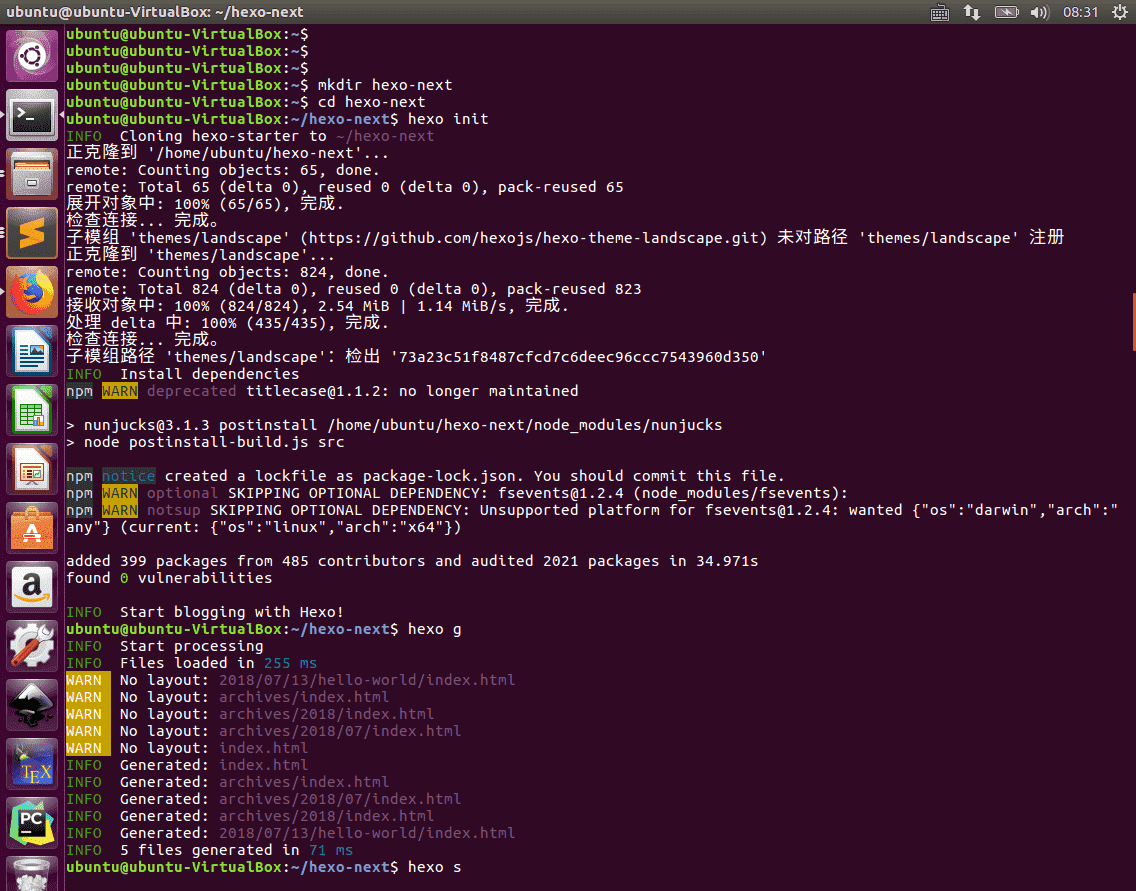 ubuntu@ubuntu-VirtualBox: ~/hexo-next
08:31
ubuntu@ubuntu-VirtualBox:~$
ubuntu@ubuntu-VirtualBox:~$
ubuntu@ubuntu-VirtualBox:~$
ubuntu@ubuntu-VirtualBox:~$ mkdir hexo-next
ubuntu@ubuntu-VirtualBox:~$ cd hexo-next
ubuntu@ubuntu-VirtualBox:~/hexo-next$ hexo init
INFO  Cloning hexo-starter to ~/hexo-next
正克隆到 '/home/ubuntu/hexo-next'...
remote: Counting objects: 65, done.
remote: Total 65 (delta 0), reused 0 (delta 0), pack-reused 65
展开对象中: 100% (65/65), 完成.
检查连接... 完成。
子模组 'themes/landscape' (https://github.com/hexojs/hexo-theme-landscape.git) 未对路径 'themes/landscape' 注册
正克隆到 'themes/landscape'...
remote: Counting objects: 824, done.
remote: Total 824 (delta 0), reused 0 (delta 0), pack-reused 823
接收对象中: 100% (824/824), 2.54 MiB | 1.14 MiB/s, 完成.
处理 delta 中: 100% (435/435), 完成.
检查连接... 完成。
子模组路径 'themes/landscape': 检出 '73a23c51f8487cfcd7c6deec96ccc7543960d350'
INFO  Install dependencies
npm WARN deprecated titlecase@1.1.2: no longer maintained
> nunjucks@3.1.3 postinstall /home/ubuntu/hexo-next/node_modules/nunjucks
> node postinstall-build.js src
npm notice created a lockfile as package-lock.json. You should commit this file.
npm WARN optional SKIPPING OPTIONAL DEPENDENCY: fsevents@1.2.4 (node_modules/fsevents):
npm WARN notsup SKIPPING OPTIONAL DEPENDENCY: Unsupported platform for fsevents@1.2.4: wanted {"os":"darwin","arch":"
any"} (current: {"os":"linux","arch":"x64"})
added 399 packages from 485 contributors and audited 2021 packages in 34.971s
found 0 vulnerabilities
INFO  Start blogging with Hexo!
ubuntu@ubuntu-VirtualBox:~/hexo-next$ hexo g
INFO  Start processing
INFO  Files loaded in 255 ms
WARN  No layout: 2018/07/13/hello-world/index.html
WARN  No layout: archives/index.html
WARN  No layout: archives/2018/index.html
WARN  No layout: archives/2018/07/index.html
WARN  No layout: index.html
INFO  Generated: index.html
INFO  Generated: archives/index.html
INFO  Generated: archives/2018/07/index.html
INFO  Generated: archives/2018/index.html
INFO  Generated: 2018/07/13/hello-world/index.html
INFO  5 files generated in 71 ms
ubuntu@ubuntu-VirtualBox:~/hexo-next$ hexo s